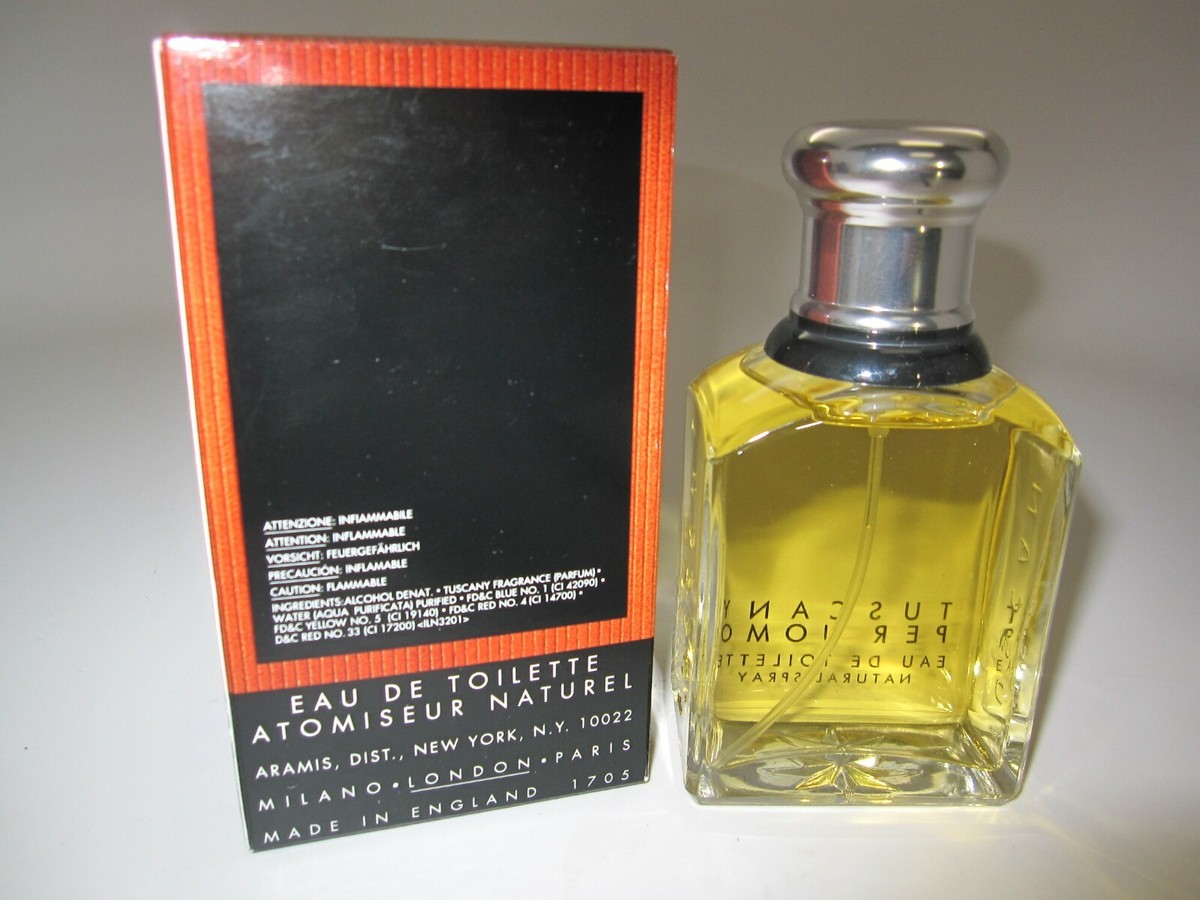 ATTENZIONE: INFIAMMABILE
ATTENTION: INFLAMMABLE
VORSICHT: FEUERGEFÄHRLICH
PRECAUCIÓN: INFLAMABLE
CAUTION: FLAMMABLE
INGREDIENTS: ALCOHOL DENAT. • TUSCANY FRAGRANCE (PARFUM) •
WATER (AQUA PURIFICATA) PURIFIED • FD&C BLUE NO. 1 (CI 42090) •
FD&C YELLOW NO. 5 (CI 19140) • FD&C RED NO. 4 (CI 14700) •
D&C RED NO. 33 (CI 17200) <ILN3201>
EAU DE TOILETTE
ATOMISEUR NATUREL
ARAMIS, DIST., NEW YORK, N.Y. 10022
MILANO • LONDON • PARIS
MADE IN ENGLAND 1705
TUSCANY
PER UOMO
EAU DE TOILETTE
NATURAL SPRAY